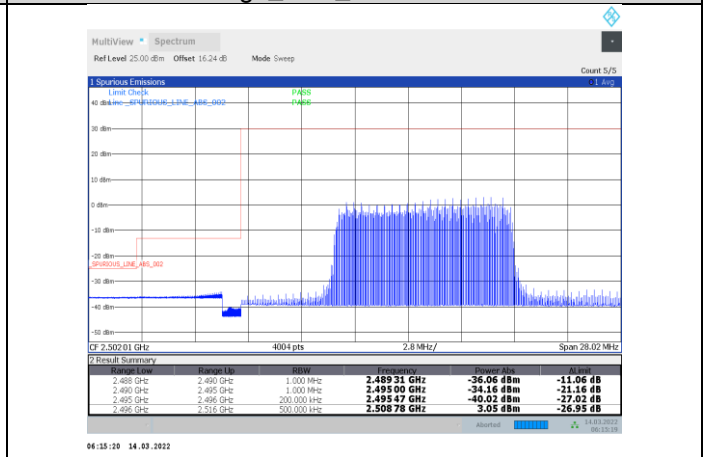 MultiView Spectrum
Ref Level 25.00 dBm Offset 16.24 dB Mode Sweep
Count 5/5
1 Spurious Emissions 1 Avg
Limit Check PASS
40 dBm Line _SPURIOUS_LINE_ABS_002 PASS
30 dBm
20 dBm
10 dBm
0 dBm
-10 dBm
-20 dBm
_SPURIOUS_LINE_ABS_002
-30 dBm
-40 dBm
-50 dBm
CF 2.50201 GHz 4004 pts 2.8 MHz/ Span 28.02 MHz
2 Result Summary
Range Low Range Up RBW Frequency Power Abs ΔLimit
2.488 GHz 2.490 GHz 1.000 MHz 2.48931 GHz -36.06 dBm -11.06 dB
2.490 GHz 2.495 GHz 1.000 MHz 2.49500 GHz -34.16 dBm -21.16 dB
2.495 GHz 2.496 GHz 200.000 kHz 2.49547 GHz -40.02 dBm -27.02 dB
2.496 GHz 2.516 GHz 500.000 kHz 2.50878 GHz 3.05 dBm -26.95 dB
Aborted 14.03.2022
06:15:19
06:15:20 14.03.2022